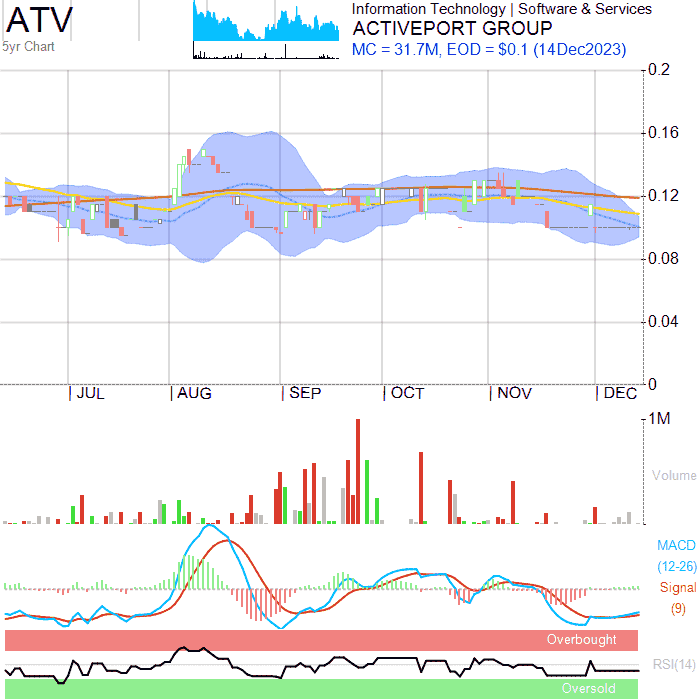 ATV
5yr Chart
Information Technology | Software & Services
ACTIVEPORT GROUP
MC = 31.7M, EOD = $0.1 (14Dec2023)
0.2
0.16
0.12
0.08
0.04
0
JUL AUG SEP OCT NOV DEC
1M
Volume
MACD
(12-26)
Signal
(9)
Overbought
RSI(14)
Oversold